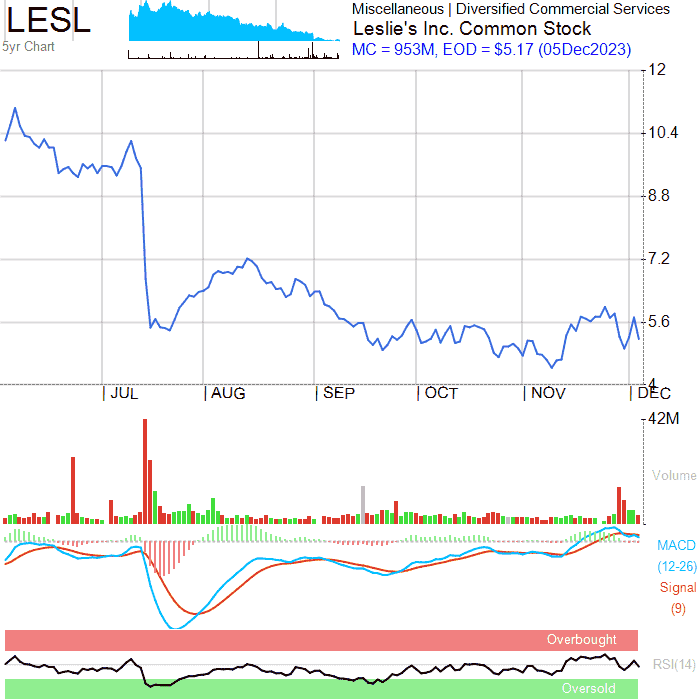 LESL
5yr Chart
Miscellaneous | Diversified Commercial Services
Leslie's Inc. Common Stock
MC = 953M, EOD = $5.17 (05Dec2023)
12
10.4
8.8
7.2
5.6
4
| JUL | AUG | SEP | OCT | NOV | DEC
42M
Volume
MACD
(12-26)
Signal
(9)
Overbought
RSI(14)
Oversold